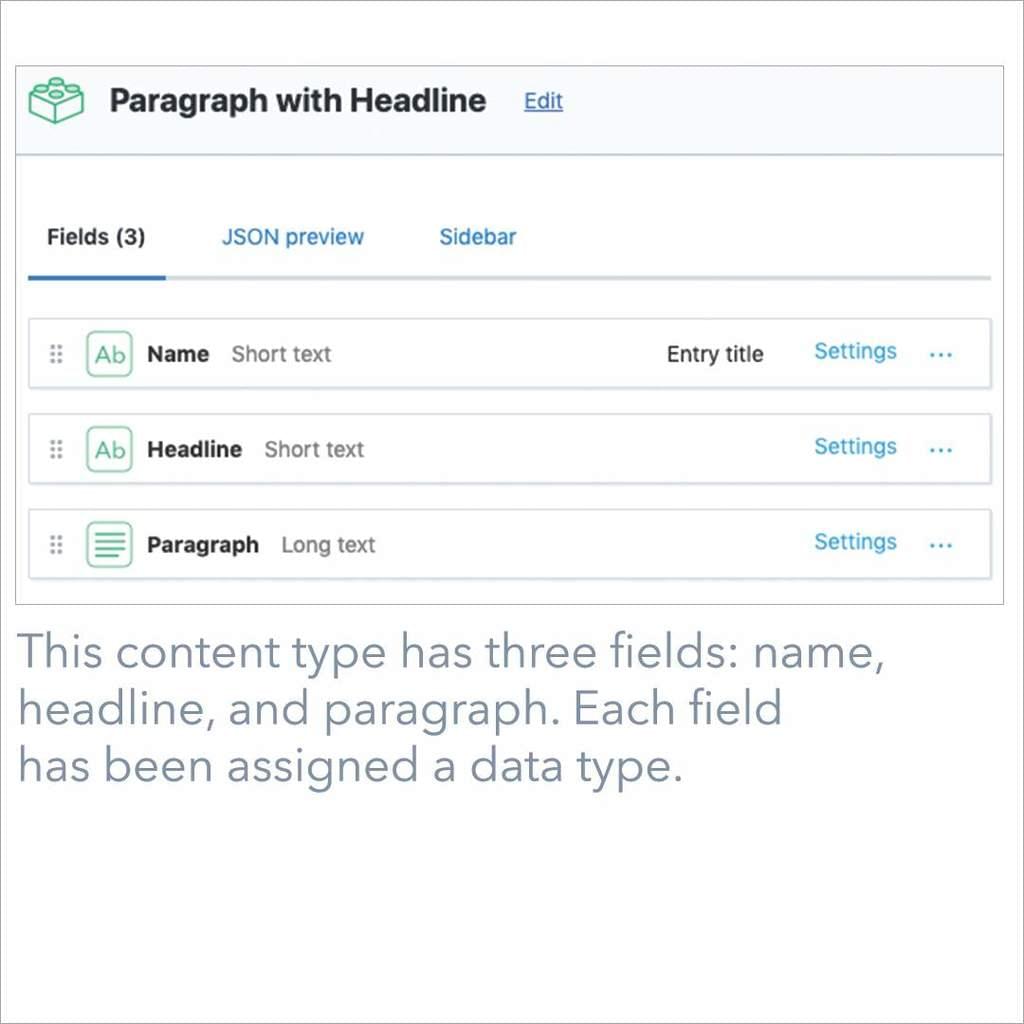 Paragraph with Headline Edit
Fields (3) JSON preview Sidebar
Ab Name Short text Entry title Settings ...
Ab Headline Short text Settings ...
Paragraph Long text Settings ...
This content type has three fields: name,
headline, and paragraph. Each field
has been assigned a data type.